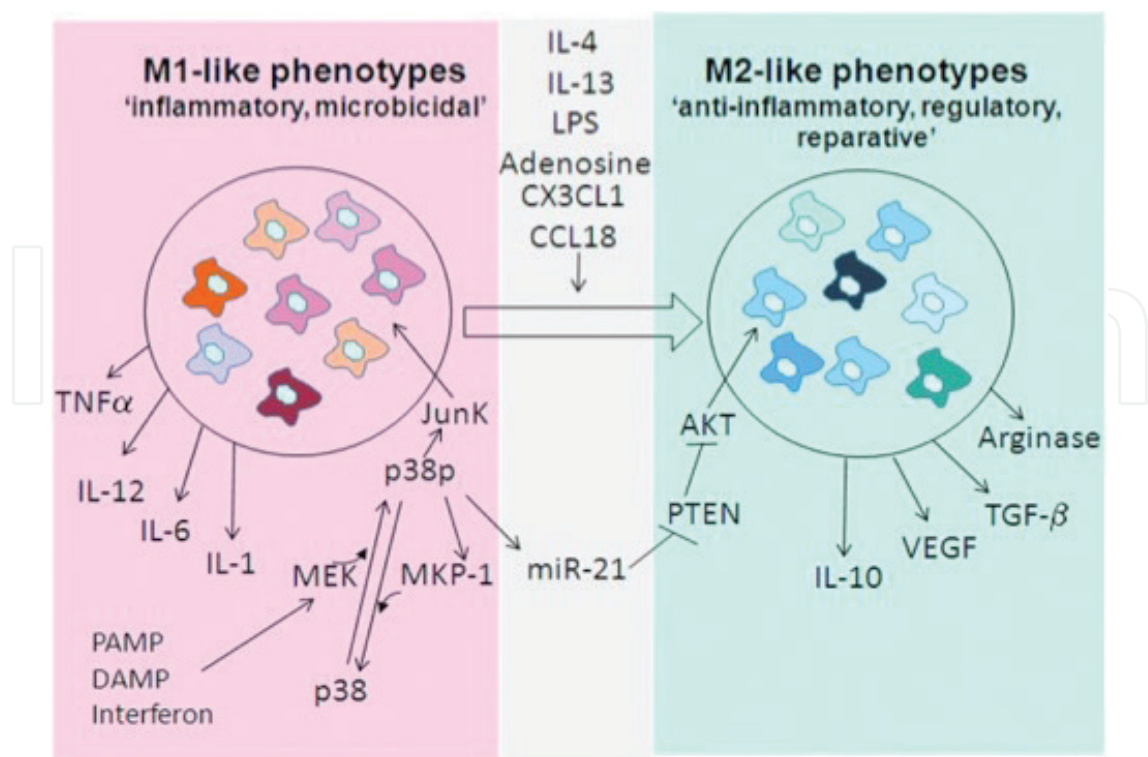 M1-like phenotypes
'inflammatory, microbicidal'
IL-4
IL-13
LPS
Adenosine
CX3CL1
CCL18
M2-like phenotypes
'anti-inflammatory, regulatory,
reparative'
TNFα
IL-12
IL-6
IL-1
JunK
p38p
MEK
MKP-1
miR-21
PAMP
DAMP
Interferon
p38
AKT
PTEN
Arginase
TGF-β
VEGF
IL-10